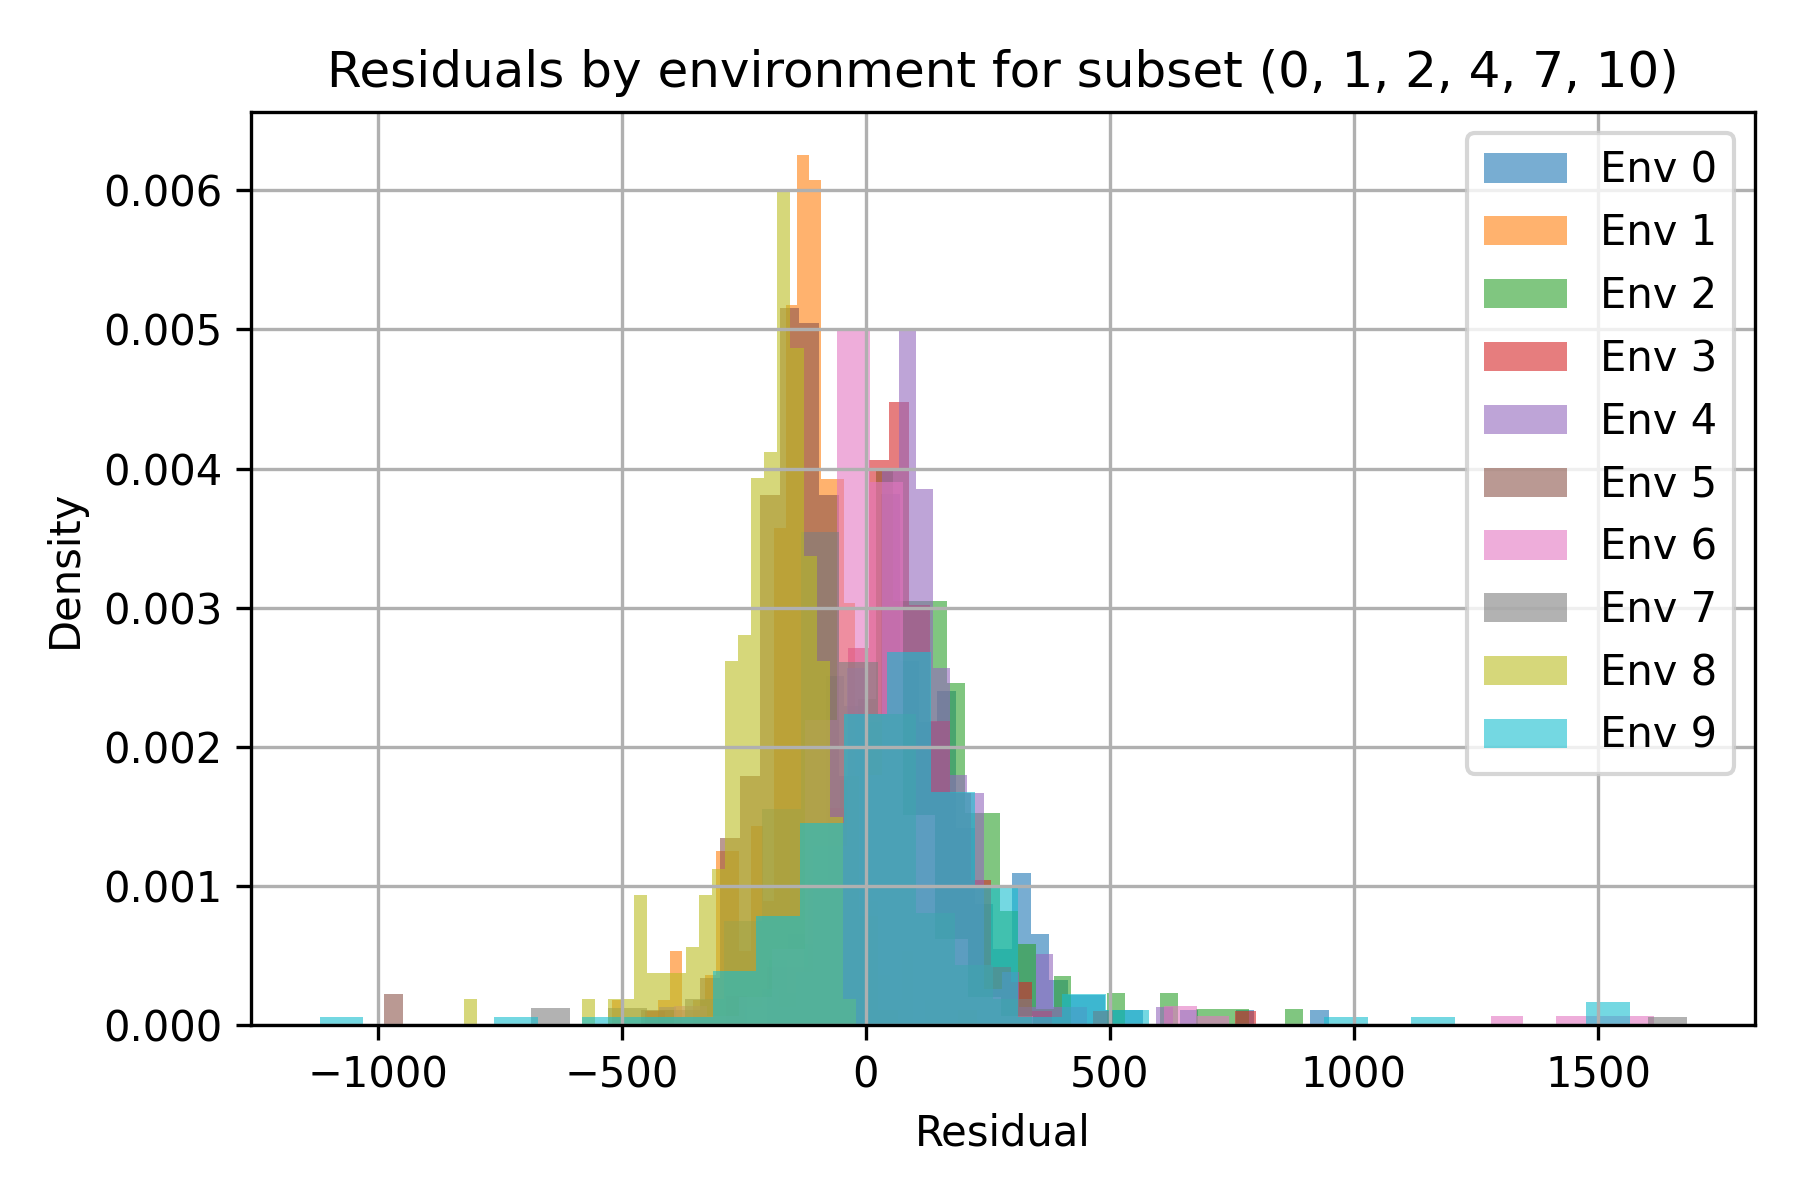 Residuals by environment for subset (0, 1, 2, 4, 7, 10)
Env 0
Env 1
Env 2
Env 3
Env 4
Env 5
Env 6
Env 7
Env 8
Env 9
Density
0.006
0.005
0.004
0.003
0.002
0.001
0.000
−1000 −500 0 500 1000 1500
Residual